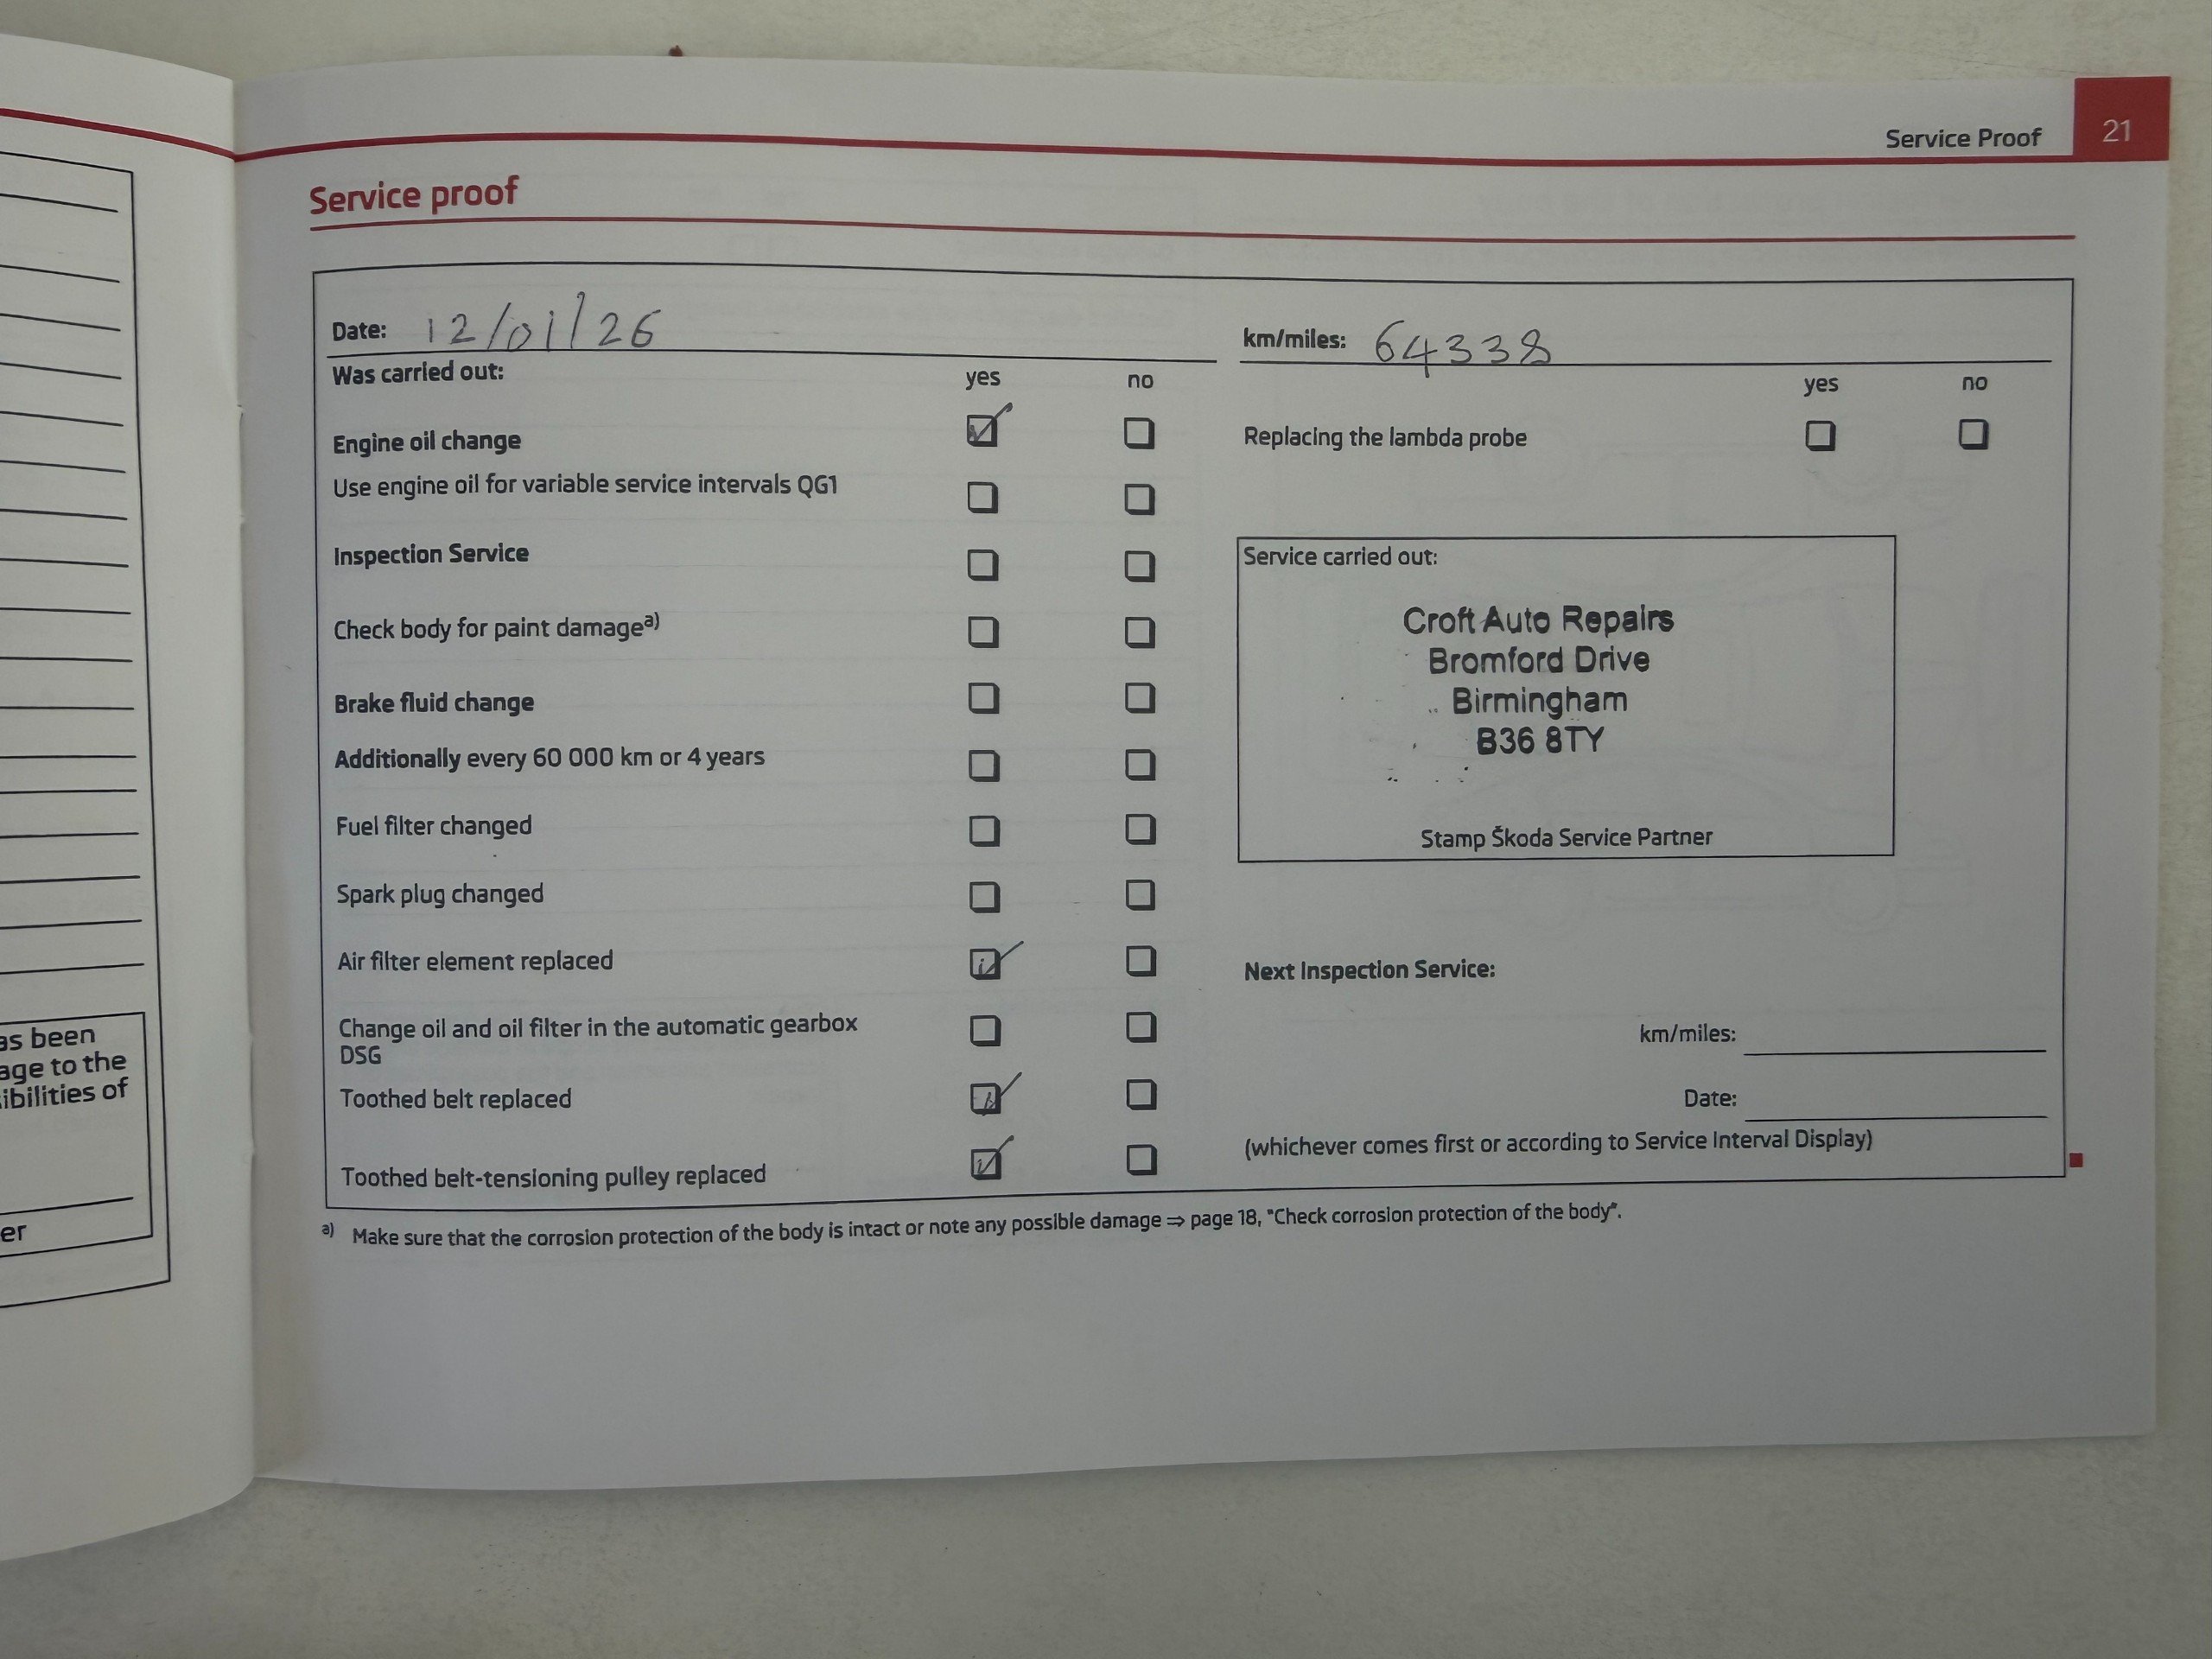 Service Proof 21
Service proof
Date: 12/01/26
km/miles: 64338
Was carried out:
yes no
yes no
Engine oil change
Replacing the lambda probe
Use engine oil for variable service intervals QG1
Inspection Service
Check body for paint damagea)
Brake fluid change
Additionally every 60 000 km or 4 years
Fuel filter changed
Spark plug changed
Air filter element replaced
Change oil and oil filter in the automatic gearbox
DSG
Toothed belt replaced
Toothed belt-tensioning pulley replaced
Service carried out:
Croft Auto Repairs
Bromford Drive
Birmingham
B36 8TY
Stamp Škoda Service Partner
Next Inspection Service:
km/miles:
Date:
(whichever comes first or according to Service Interval Display)
a) Make sure that the corrosion protection of the body is intact or note any possible damage ⇒ page 18, "Check corrosion protection of the body".
as been
age to the
ibilities of
er